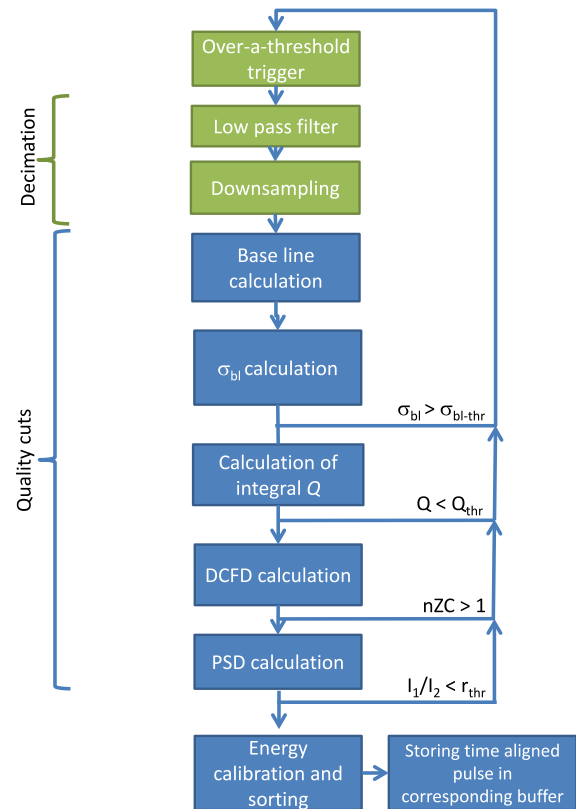 Over-a-threshold
trigger
Decimation
Low pass filter
Downsampling
Quality cuts
Base line
calculation
σbl calculation
σbl > σbl-thr
Calculation of
integral Q
Q < Qthr
DCFD calculation
nZC > 1
PSD calculation
I1/I2 < rthr
Energy
calibration and
sorting
Storing time aligned
pulse in
corresponding buffer